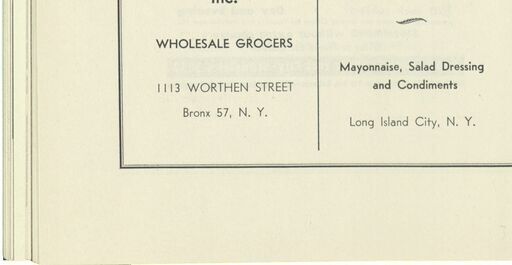 Inc.
WHOLESALE GROCERS
1113 WORTHEN STREET
Bronx 57, N. Y.
Mayonnaise, Salad Dressing
and Condiments
Long Island City, N. Y.